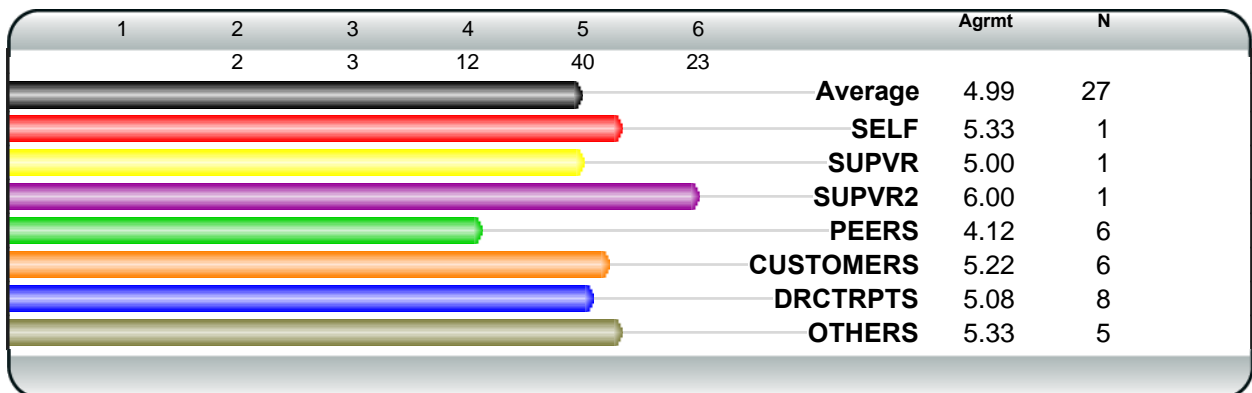 1 2 3 4 5 6 Agrmt N
2 3 12 40 23
Average 4.99 27
SELF 5.33 1
SUPVR 5.00 1
SUPVR2 6.00 1
PEERS 4.12 6
CUSTOMERS 5.22 6
DRCTRPTS 5.08 8
OTHERS 5.33 5